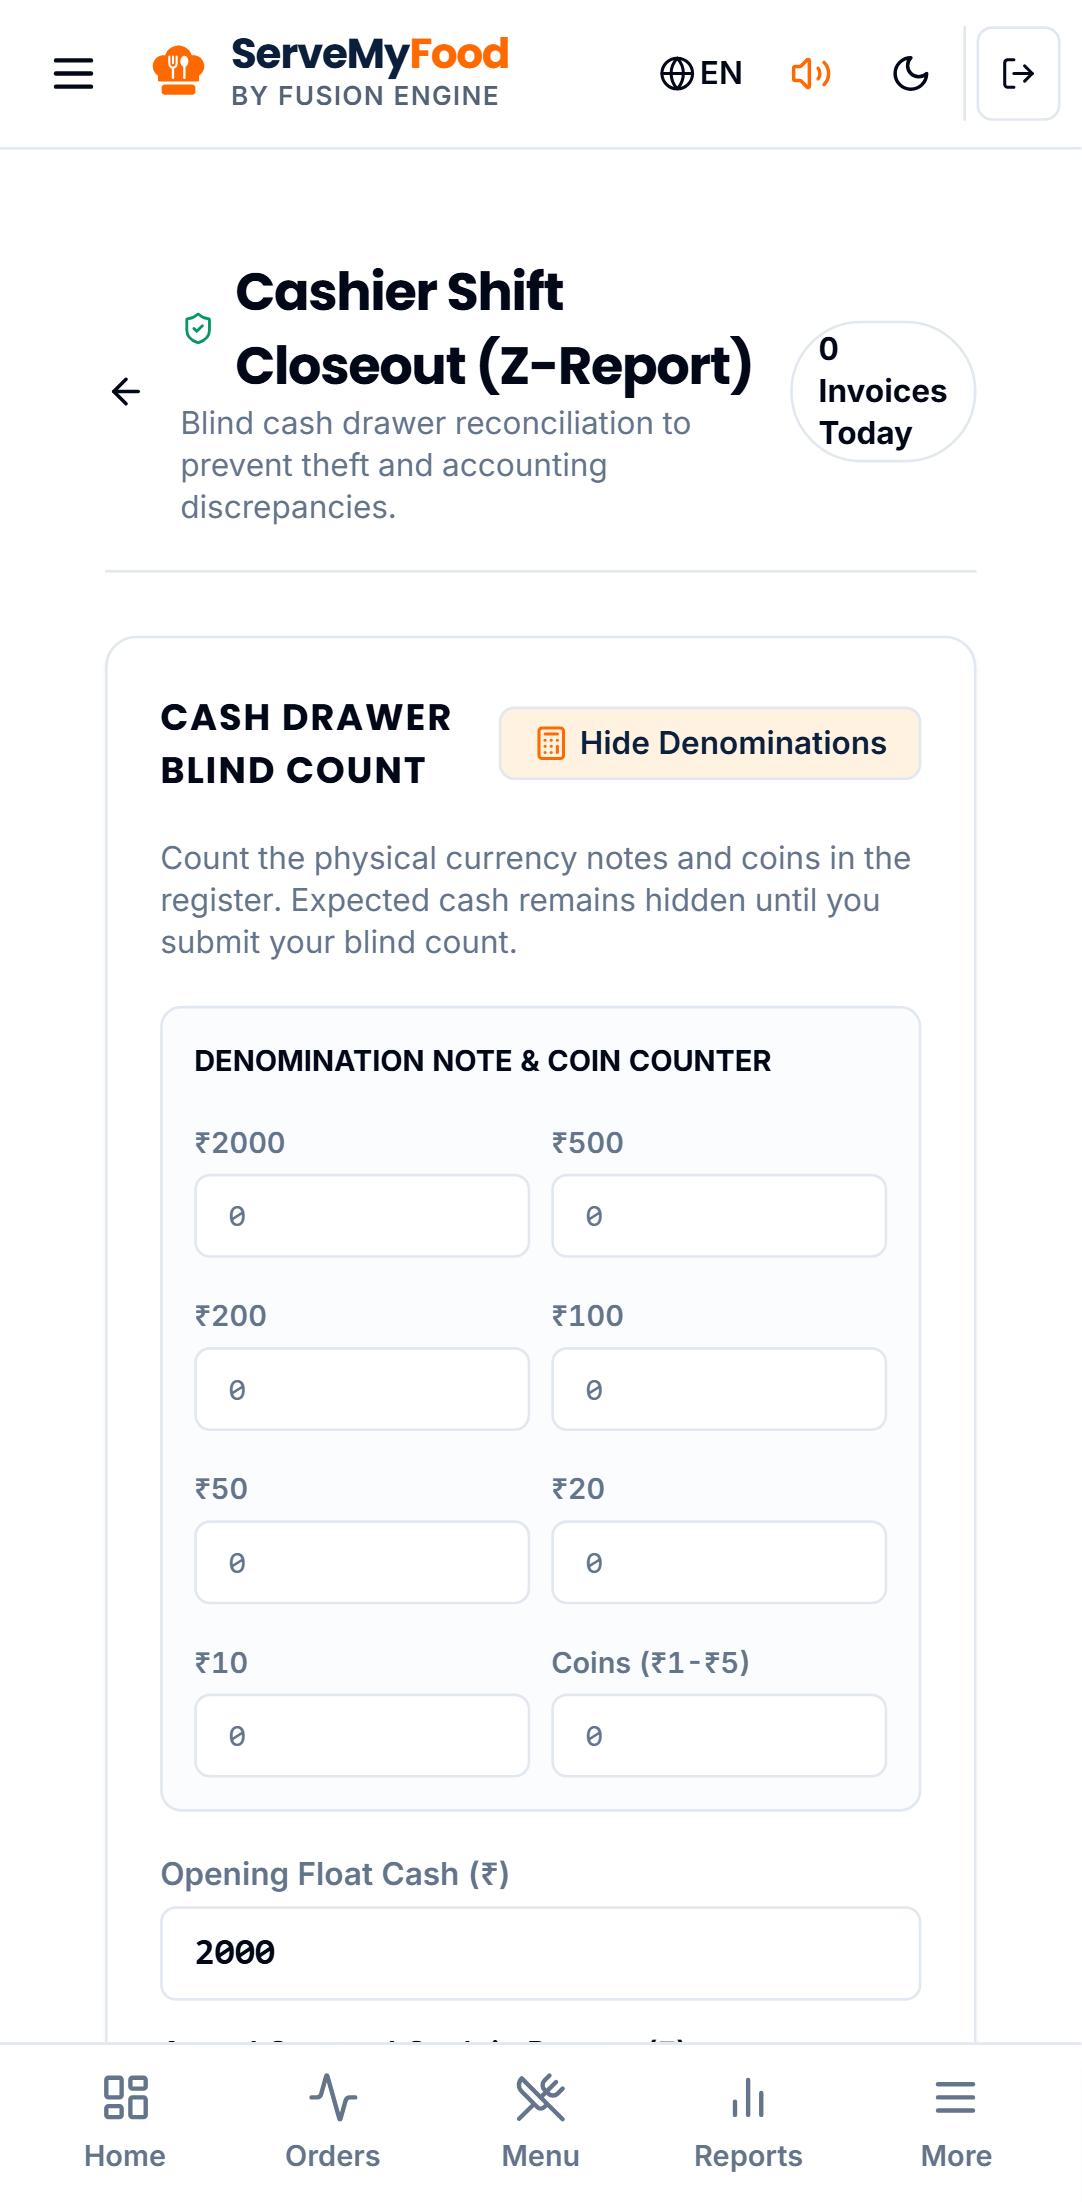 ServeMyFood
BY FUSION ENGINE
EN
Cashier Shift
Closeout (Z-Report)
Blind cash drawer reconciliation to
prevent theft and accounting
discrepancies.
0
Invoices
Today
CASH DRAWER
BLIND COUNT
Hide Denominations
Count the physical currency notes and coins in the
register. Expected cash remains hidden until you
submit your blind count.
DENOMINATION NOTE & COIN COUNTER
₹2000
₹500
0
0
₹200
₹100
0
0
₹50
₹20
0
0
₹10
Coins (₹1-₹5)
0
0
Opening Float Cash (₹)
2000
Home
Orders
Menu
Reports
More